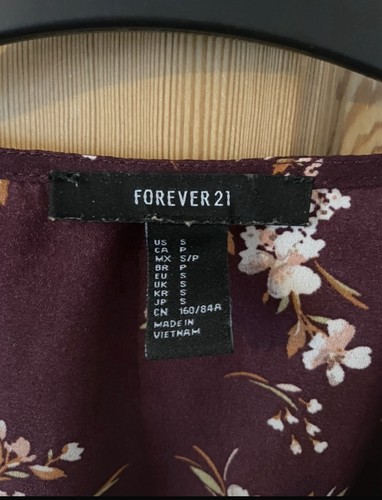 FOREVER 21
US S
CA P
MX S/P
BR P
EU S
UK S
KR S
JP S
CN 160/84A
MADE IN
VIETNAM